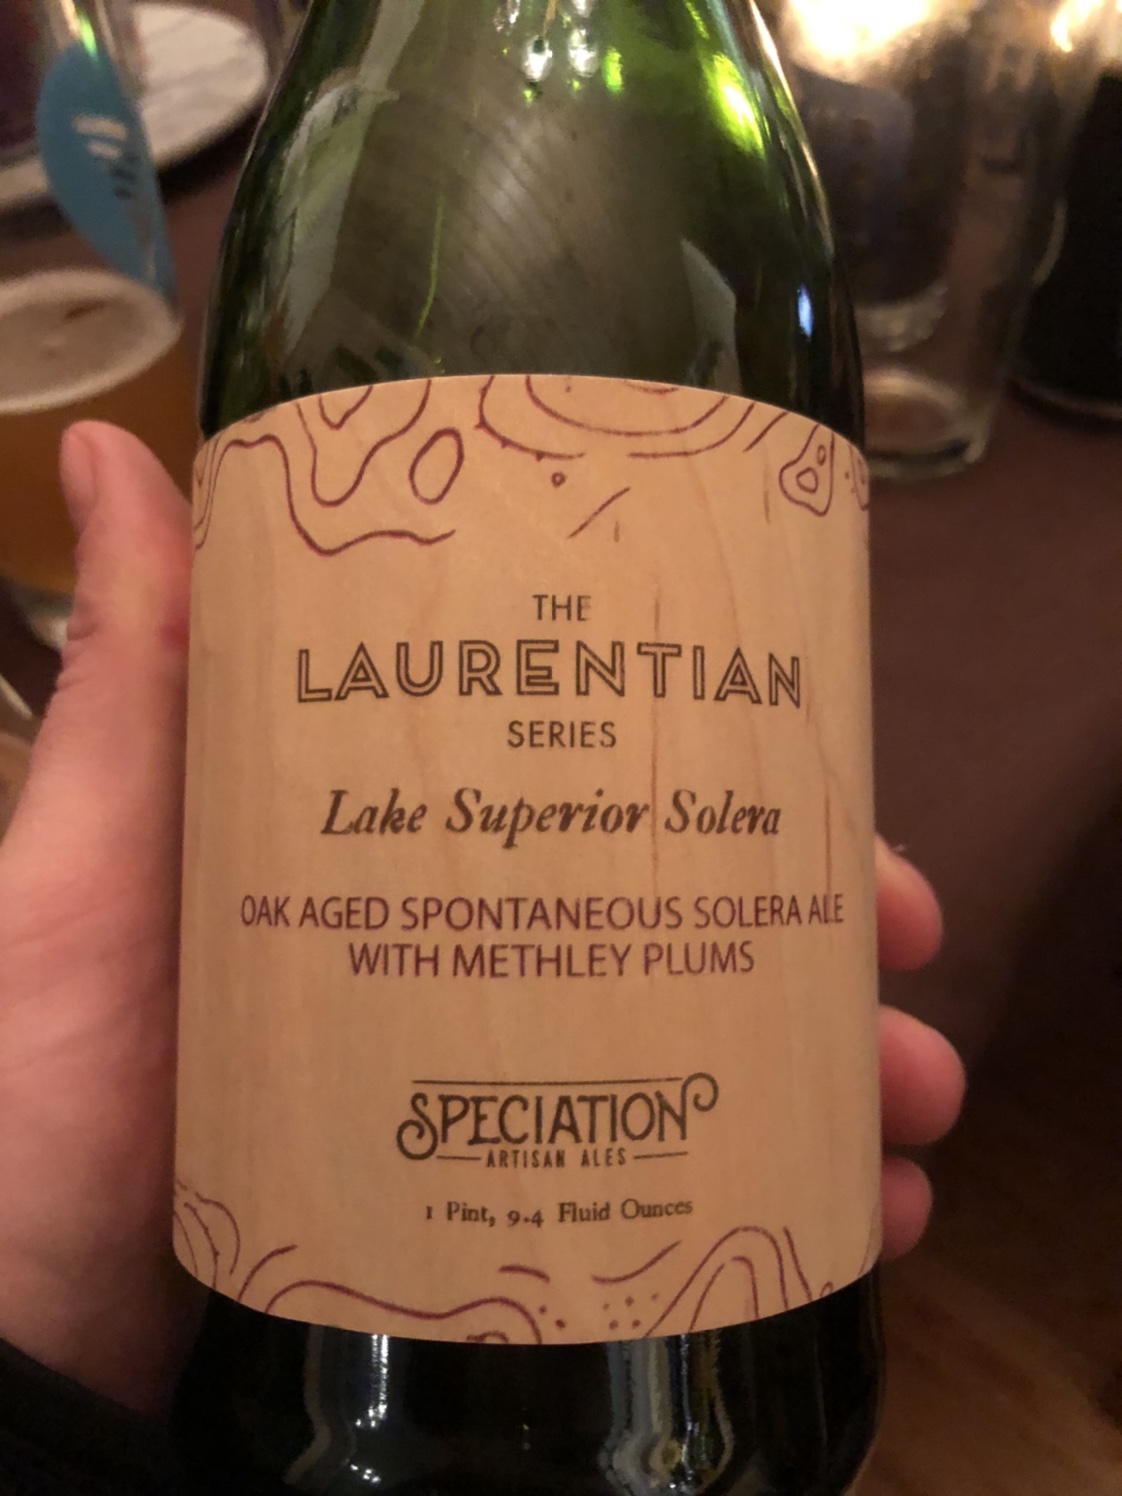 THE
LAURENTIAN
SERIES
Lake Superior Solera
OAK AGED SPONTANEOUS SOLERA ALE
WITH METHLEY PLUMS
SPECIATION
ARTISAN ALES
1 Pint, 9.4 Fluid Ounces